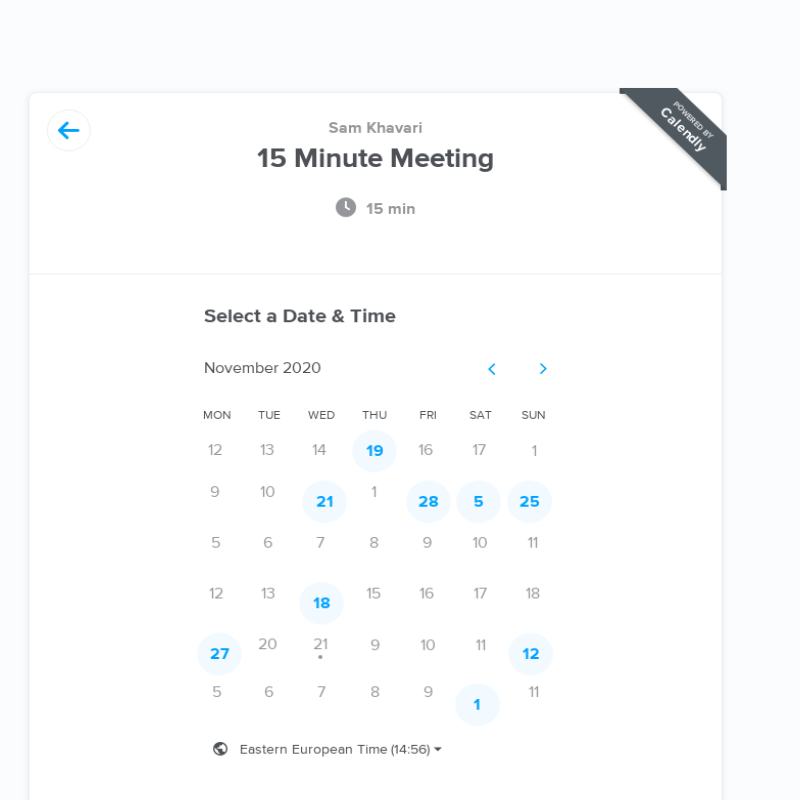 POWERED BY
Calendly
Sam Khavari
15 Minute Meeting
15 min
Select a Date & Time
November 2020
MON TUE WED THU FRI SAT SUN
12 13 14 19 16 17 1
9 10 21 1 28 5 25
5 6 7 8 9 10 11
12 13 18 15 16 17 18
27 20 21 9 10 11 12
5 6 7 8 9 1 11
Eastern European Time (14:56)